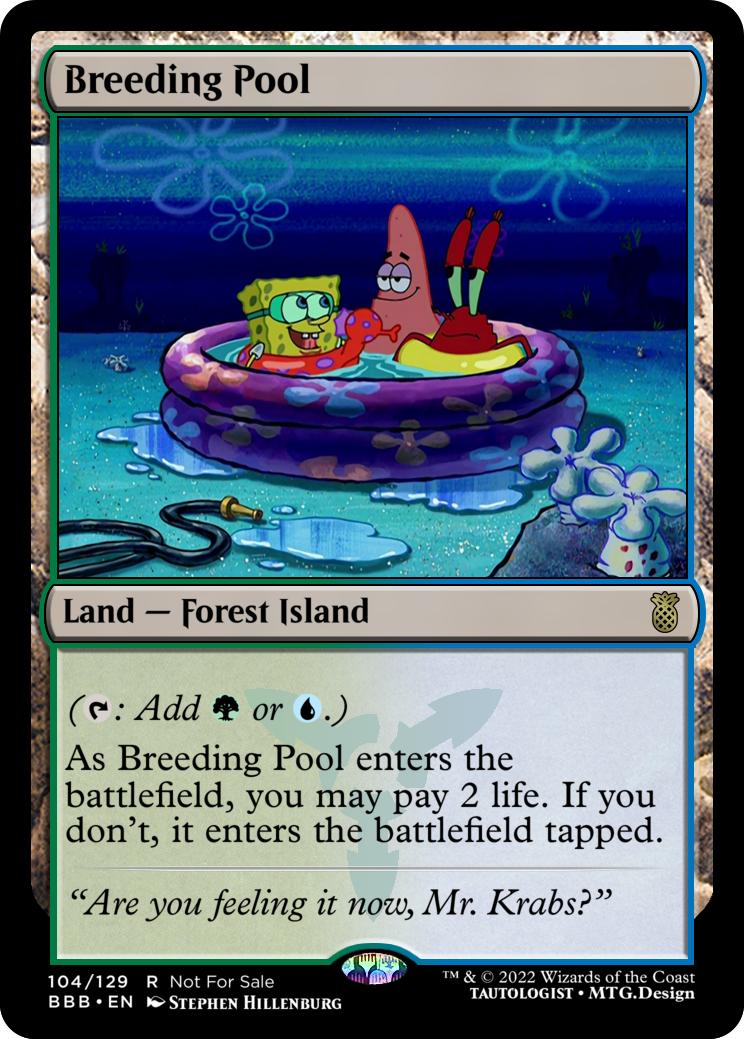 Breeding Pool
Land — Forest Island
(: Add or .)
As Breeding Pool enters the
battlefield, you may pay 2 life. If you
don't, it enters the battlefield tapped.
“Are you feeling it now, Mr. Krabs?”
104/129 R Not For Sale
BBB • EN STEPHEN HILLENBURG
™ & © 2022 Wizards of the Coast
TAUTOLOGIST • MTG.Design